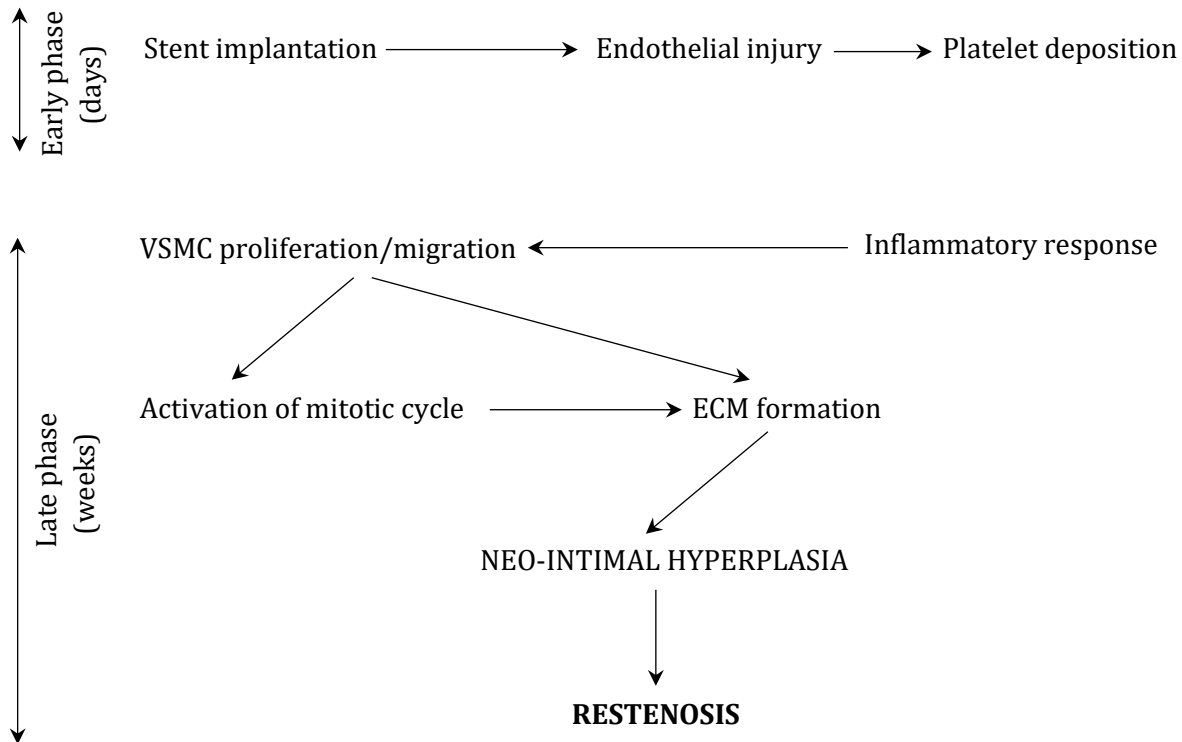 Early phase
(days)
Stent implantation
Endothelial injury
Platelet deposition
Late phase
(weeks)
VSMC proliferation/migration
Inflammatory response
Activation of mitotic cycle
ECM formation
NEO-INTIMAL HYPERPLASIA
RESTENOSIS